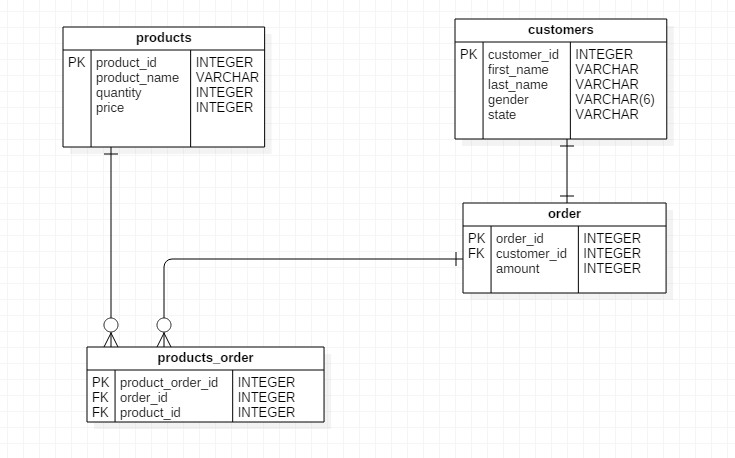 products
PK product_id INTEGER
product_name VARCHAR
quantity INTEGER
price INTEGER
customers
PK customer_id INTEGER
first_name VARCHAR
last_name VARCHAR
gender VARCHAR(6)
state VARCHAR
order
PK order_id INTEGER
FK customer_id INTEGER
amount INTEGER
products_order
PK product_order_id INTEGER
FK order_id INTEGER
FK product_id INTEGER